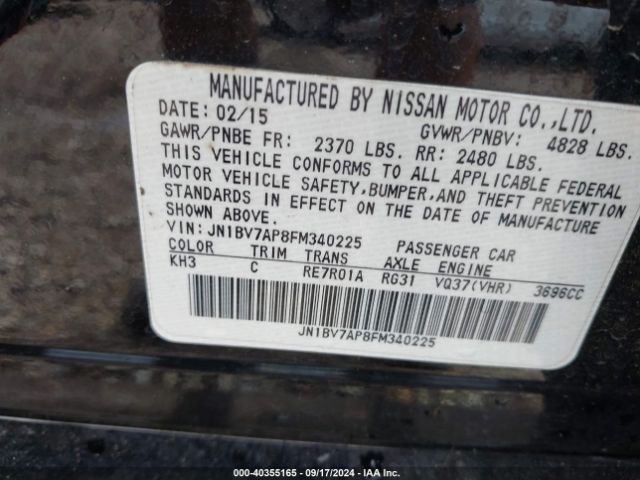 MANUFACTURED BY NISSAN MOTOR CO.,LTD.
DATE: 02/15 GVWR/PNBV: 4828 LBS.
GAWR/PNBE FR: 2370 LBS. RR: 2480 LBS.
THIS VEHICLE CONFORMS TO ALL APPLICABLE FEDERAL
MOTOR VEHICLE SAFETY,BUMPER,AND THEFT PREVENTION
STANDARDS IN EFFECT ON THE DATE OF MANUFACTURE
SHOWN ABOVE.
VIN: JN1BV7AP8FM340225 PASSENGER CAR
COLOR TRIM TRANS AXLE ENGINE
KH3 C RE7R01A RG31 VQ37(VHR) 3696CC
JN1BV7AP8FM340225
000-40355165 - 09/17/2024 - IAA Inc.